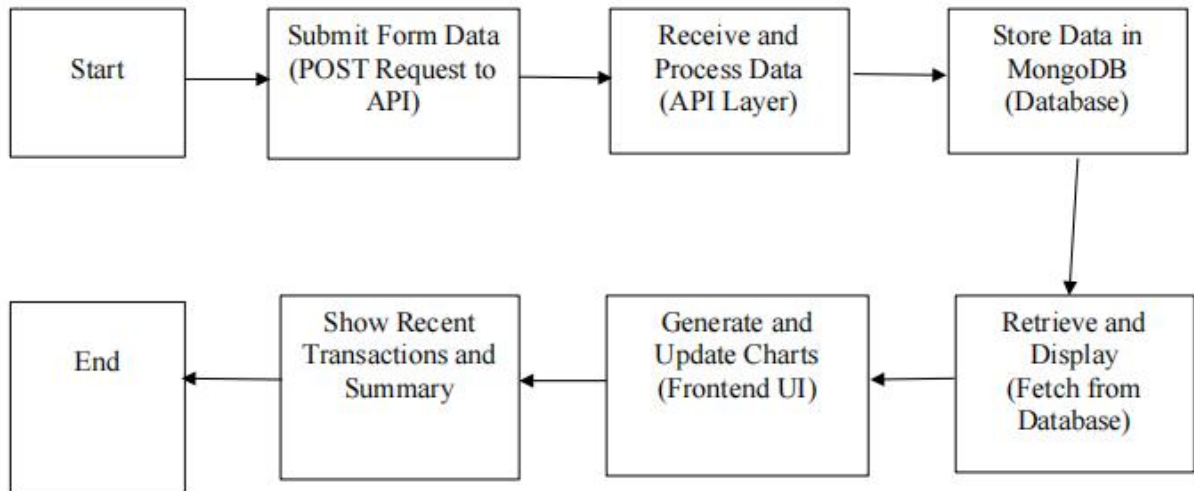 Start
Submit Form Data
(POST Request to
API)
Receive and
Process Data
(API Layer)
Store Data in
MongoDB
(Database)
Retrieve and
Display
(Fetch from
Database)
Generate and
Update Charts
(Frontend UI)
Show Recent
Transactions and
Summary
End